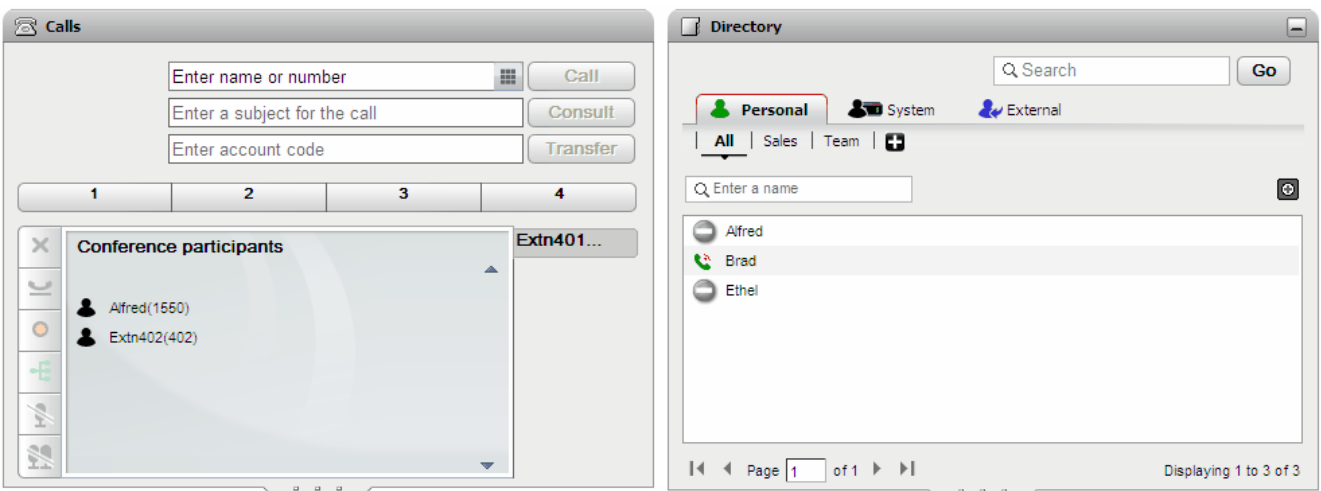 Calls
Enter name or number
Call
Enter a subject for the call
Consult
Enter account code
Transfer
1 2 3 4
Conference participants
Extn401...
Alfred(1550)
Extn402(402)
Directory
Search
Go
Personal System External
All Sales Team
Enter a name
Alfred
Brad
Ethel
Page 1 of 1
Displaying 1 to 3 of 3